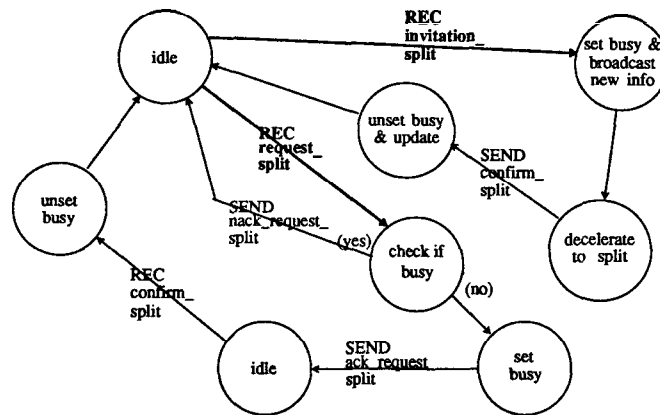 idle
REC
invitation_
split
set busy &
broadcast
new info
unset busy
& update
REC
request_
split
SEND
confirm_
split
unset
busy
SEND
nack_request_
split
(yes)
check if
busy
decelerate
to split
(no)
REC
confirm_
split
idle
SEND
ack_request
split
set
busy